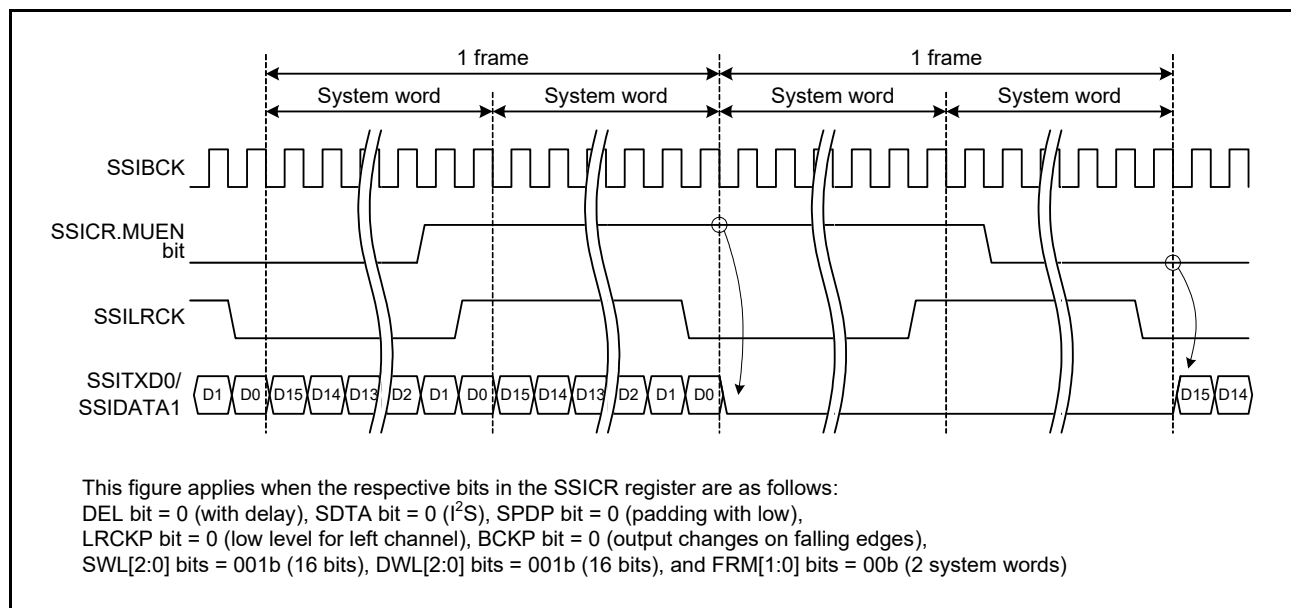 1 frame 1 frame
System word System word System word System word
SSIBCK
SSICR.MUEN
bit
SSILRCK
SSITXD0/
SSIDATA1
D1 D0 D15 D14 D13 D2 D1 D0 D15 D14 D13 D2 D1 D0 D15 D14
This figure applies when the respective bits in the SSICR register are as follows:
DEL bit = 0 (with delay), SDTA bit = 0 (I²S), SPDP bit = 0 (padding with low),
LRCKP bit = 0 (low level for left channel), BCKP bit = 0 (output changes on falling edges),
SWL[2:0] bits = 001b (16 bits), DWL[2:0] bits = 001b (16 bits), and FRM[1:0] bits = 00b (2 system words)